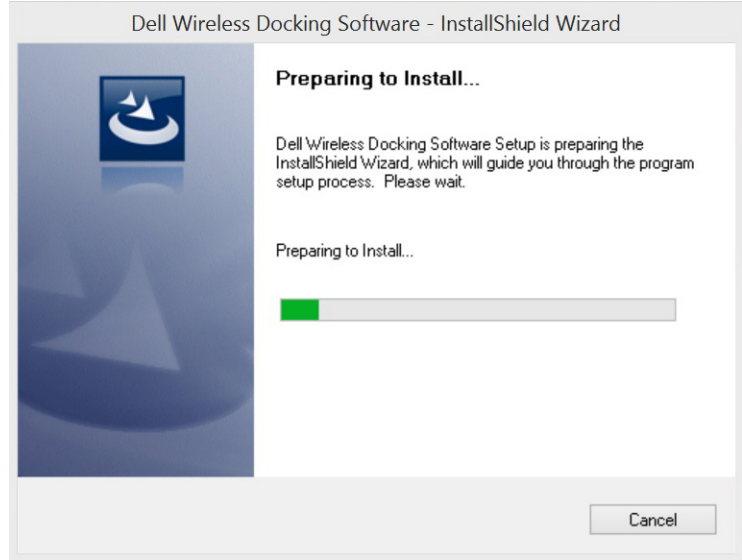 Dell Wireless Docking Software - InstallShield Wizard
Preparing to Install...
Dell Wireless Docking Software Setup is preparing the
InstallShield Wizard, which will guide you through the program
setup process. Please wait.
Preparing to Install...
Cancel